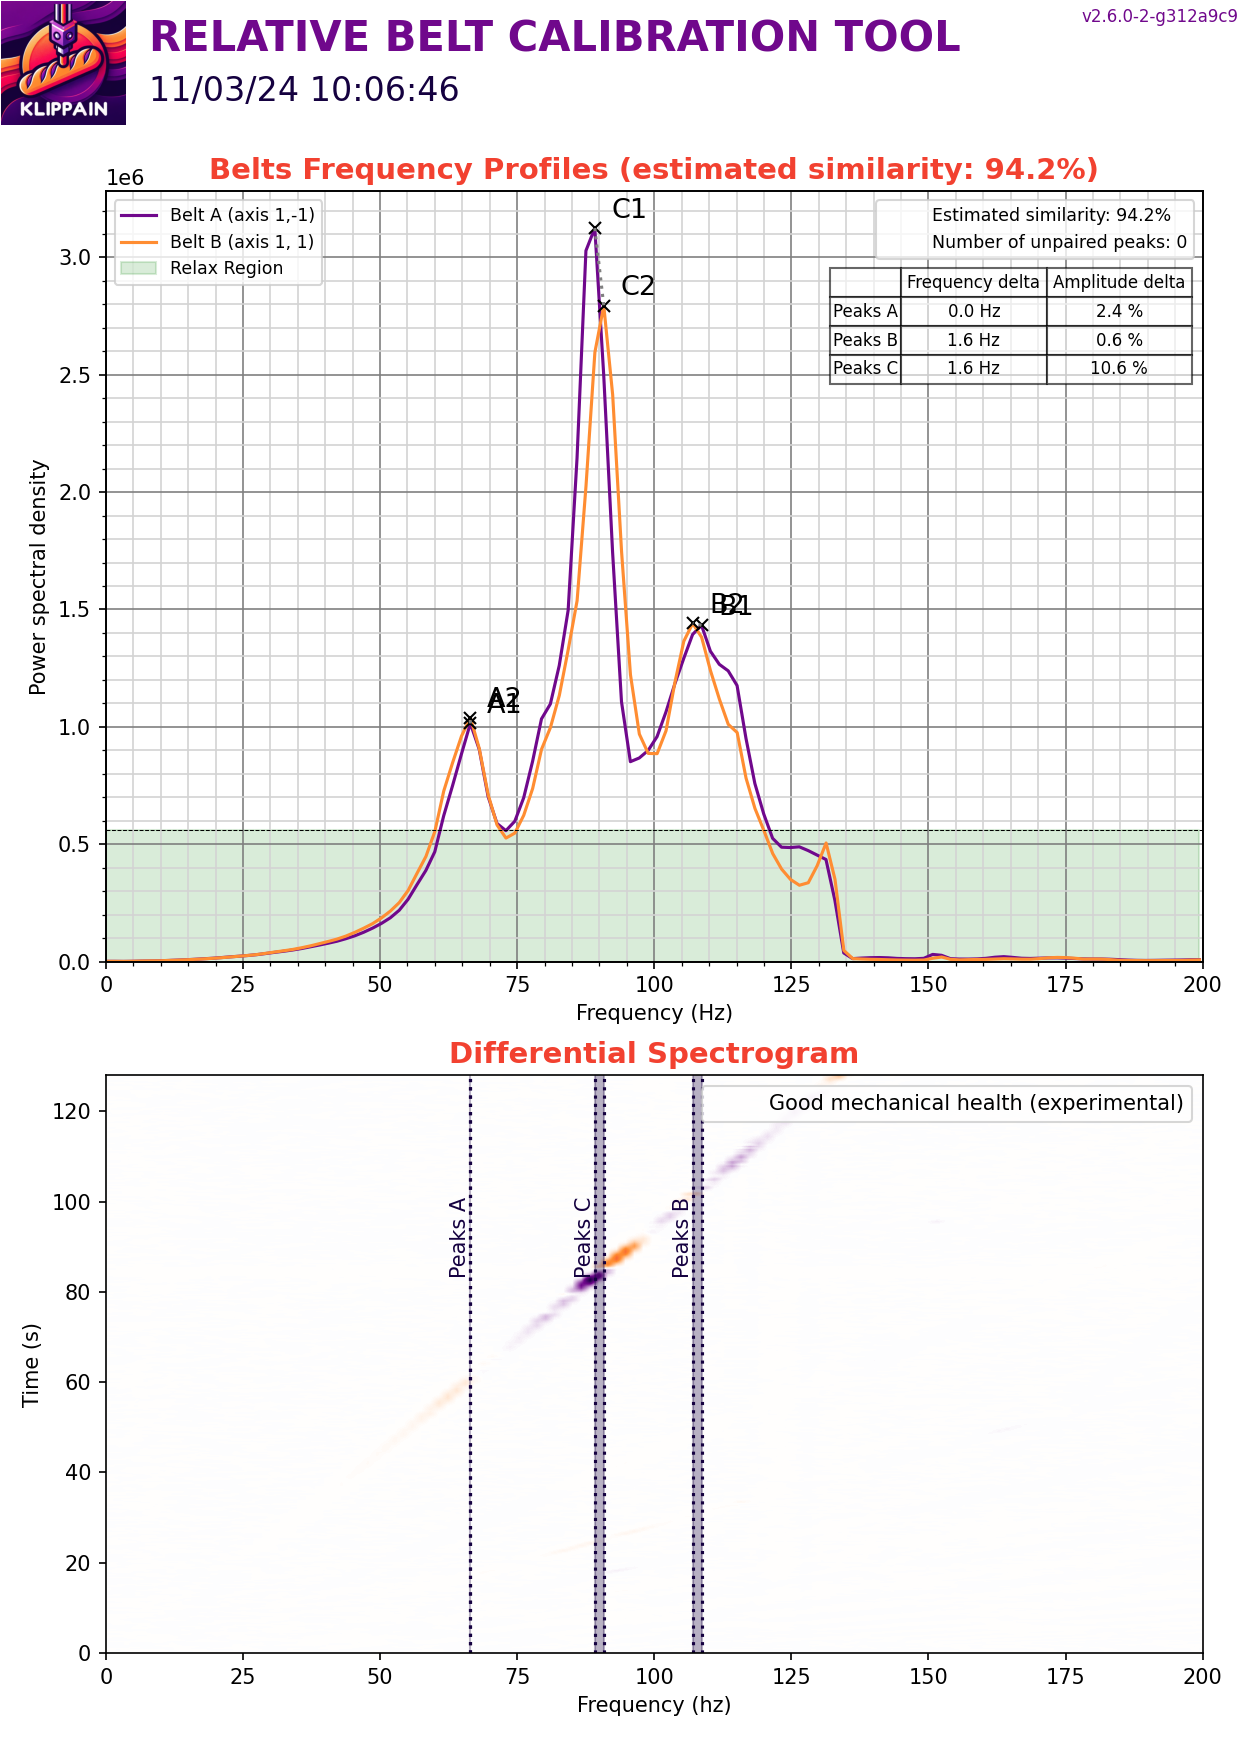 v2.6.0-2-g312a9c9
RELATIVE BELT CALIBRATION TOOL
11/03/24 10:06:46
KLIPPAIN
Belts Frequency Profiles (estimated similarity: 94.2%)
1e6
Belt A (axis 1,-1)
Belt B (axis 1, 1)
Relax Region
Estimated similarity: 94.2%
Number of unpaired peaks: 0
Frequency delta Amplitude delta
Peaks A 0.0 Hz 2.4 %
Peaks B 1.6 Hz 0.6 %
Peaks C 1.6 Hz 10.6 %
C1
C2
B2 B1
A2
A1
3.0
2.5
2.0
1.5
1.0
0.5
0.0
Power spectral density
0 25 50 75 100 125 150 175 200
Frequency (Hz)
Differential Spectrogram
Good mechanical health (experimental)
Peaks A
Peaks C
Peaks B
120
100
80
60
40
20
0
Time (s)
0 25 50 75 100 125 150 175 200
Frequency (hz)